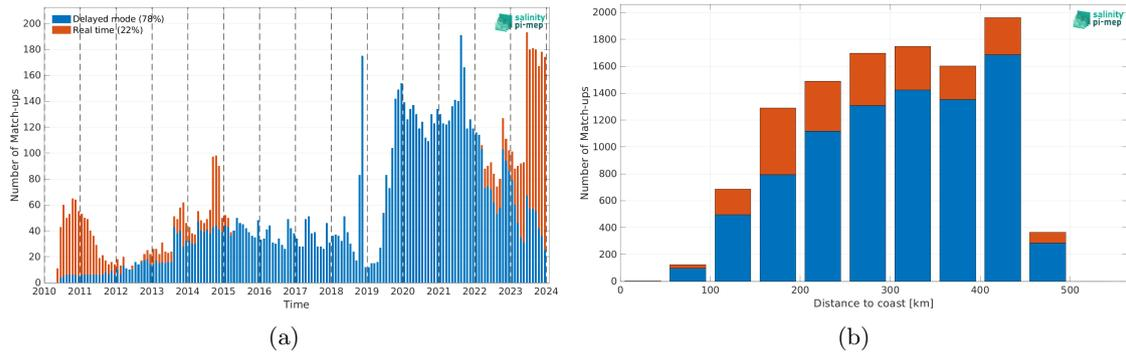 Delayed mode (78%)
Real time (22%)
salinity
pi-mep
Number of Match-ups
200
180
160
140
120
100
80
60
40
20
0
2010 2011 2012 2013 2014 2015 2016 2017 2018 2019 2020 2021 2022 2023 2024
Time
(a)
salinity
pi-mep
Number of Match-ups
2000
1800
1600
1400
1200
1000
800
600
400
200
0
0 100 200 300 400 500
Distance to coast [km]
(b)